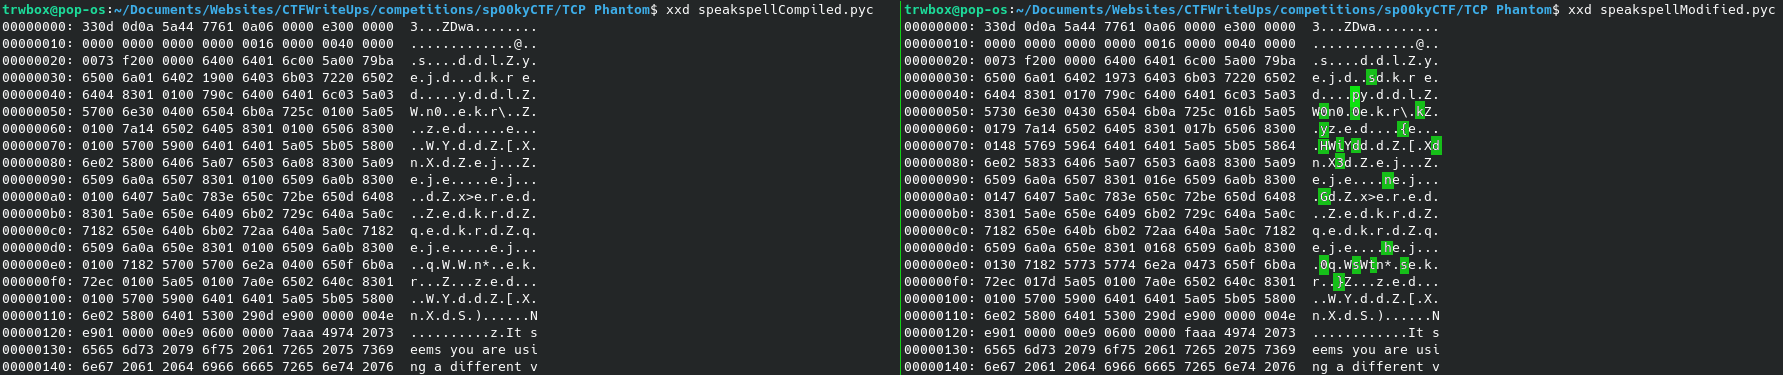 trwbox@pop-os:~/Documents/Websites/CTFWriteUps/competitions/sp00kyCTF/TCP Phantom$ xxd speakspellCompiled.pyc
00000000: 330d 0d0a 5a44 7761 0a06 0000 e300 0000  3...ZDwa........
00000010: 0000 0000 0000 0000 0016 0000 0040 0000  .............@..
00000020: 0073 f200 0000 6400 6401 6c00 5a00 79ba  .s....d.d.l.Z.y.
00000030: 6500 6a01 6402 1900 6403 6b03 7220 6502  e.j.d...d.k.r e.
00000040: 6404 8301 0100 790c 6400 6401 6c03 5a03  d.....y.d.d.l.Z.
00000050: 5700 6e30 0400 6504 6b0a 725c 0100 5a05  W.n0..e.k.r\..Z.
00000060: 0100 7a14 6502 6405 8301 0100 6506 8300  ..z.e.d.....e...
00000070: 0100 5700 5900 6401 6401 5a05 5b05 5800  ..W.Y.d.d.Z.[.X.
00000080: 6e02 5800 6406 5a07 6503 6a08 8300 5a09  n.X.d.Z.e.j...Z.
00000090: 6509 6a0a 6507 8301 0100 6509 6a0b 8300  e.j.e.....e.j...
000000a0: 0100 6407 5a0c 783e 650c 72be 650d 6408  ..d.Z.x>e.r.e.d.
000000b0: 8301 5a0e 650e 6409 6b02 729c 640a 5a0c  ..Z.e.d.k.r.d.Z.
000000c0: 7182 650e 640b 6b02 72aa 640a 5a0c 7182  q.e.d.k.r.d.Z.q.
000000d0: 6509 6a0a 650e 8301 0100 6509 6a0b 8300  e.j.e.....e.j...
000000e0: 0100 7182 5700 5700 6e2a 0400 650f 6b0a  ..q.W.W.n*..e.k.
000000f0: 72ec 0100 5a05 0100 7a0e 6502 640c 8301  r...Z...z.e.d...
00000100: 0100 5700 5900 6401 6401 5a05 5b05 5800  ..W.Y.d.d.Z.[.X.
00000110: 6e02 5800 6401 5300 290d e900 0000 004e  n.X.d.S.)......N
00000120: e901 0000 00e9 0600 0000 7aaa 4974 2073  ..........z.It s
00000130: 6565 6d73 2079 6f75 2061 7265 2075 7369  eems you are usi
00000140: 6e67 2061 2064 6966 6665 7265 6e74 2076  ng a different v
trwbox@pop-os:~/Documents/Websites/CTFWriteUps/competitions/sp00kyCTF/TCP Phantom$ xxd speakspellModified.pyc
00000000: 330d 0d0a 5a44 7761 0a06 0000 e300 0000  3...ZDwa........
00000010: 0000 0000 0000 0000 0016 0000 0040 0000  .............@..
00000020: 0073 f200 0000 6400 6401 6c00 5a00 79ba  .s....d.d.l.Z.y.
00000030: 6500 6a01 6402 1973 6403 6b03 7220 6502  e.j.d..sd.k.r e.
00000040: 6404 8301 0170 790c 6400 6401 6c03 5a03  d....py.d.d.l.Z.
00000050: 5730 6e30 0430 6504 6b0a 725c 016b 5a05  W0n0.0e.k.r\.kZ.
00000060: 0179 7a14 6502 6405 8301 017b 6506 8300  .yz.e.d....{e...
00000070: 0148 5769 5964 6401 6401 5a05 5b05 5864  .HWiYdd.d.Z.[.Xd
00000080: 6e02 5833 6406 5a07 6503 6a08 8300 5a09  n.X3d.Z.e.j...Z.
00000090: 6509 6a0a 6507 8301 016e 6509 6a0b 8300  e.j.e....ne.j...
000000a0: 0147 6407 5a0c 783e 650c 72be 650d 6408  .Gd.Z.x>e.r.e.d.
000000b0: 8301 5a0e 650e 6409 6b02 729c 640a 5a0c  ..Z.e.d.k.r.d.Z.
000000c0: 7182 650e 640b 6b02 72aa 640a 5a0c 7182  q.e.d.k.r.d.Z.q.
000000d0: 6509 6a0a 650e 8301 0168 6509 6a0b 8300  e.j.e....he.j...
000000e0: 0130 7182 5773 5774 6e2a 0473 650f 6b0a  .0q.WsWtn*.se.k.
000000f0: 72ec 017d 5a05 0100 7a0e 6502 640c 8301  r..}Z...z.e.d...
00000100: 0100 5700 5900 6401 6401 5a05 5b05 5800  ..W.Y.d.d.Z.[.X.
00000110: 6e02 5800 6401 5300 290d e900 0000 004e  n.X.d.S.)......N
00000120: e901 0000 00e9 0600 0000 faaa 4974 2073  ............It s
00000130: 6565 6d73 2079 6f75 2061 7265 2075 7369  eems you are usi
00000140: 6e67 2061 2064 6966 6665 7265 6e74 2076  ng a different v